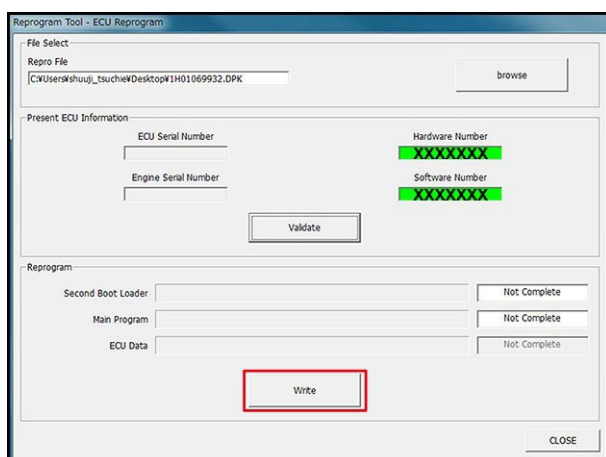 Reprogram Tool - ECU Reprogram
File Select
Repro File
C:¥Users¥shuuji_tsuchie¥Desktop¥1H01069932.DPK
browse
Present ECU Information
ECU Serial Number
Hardware Number
XXXXXXX
Engine Serial Number
Software Number
XXXXXXX
Validate
Reprogram
Second Boot Loader
Not Complete
Main Program
Not Complete
ECU Data
Not Complete
Write
CLOSE